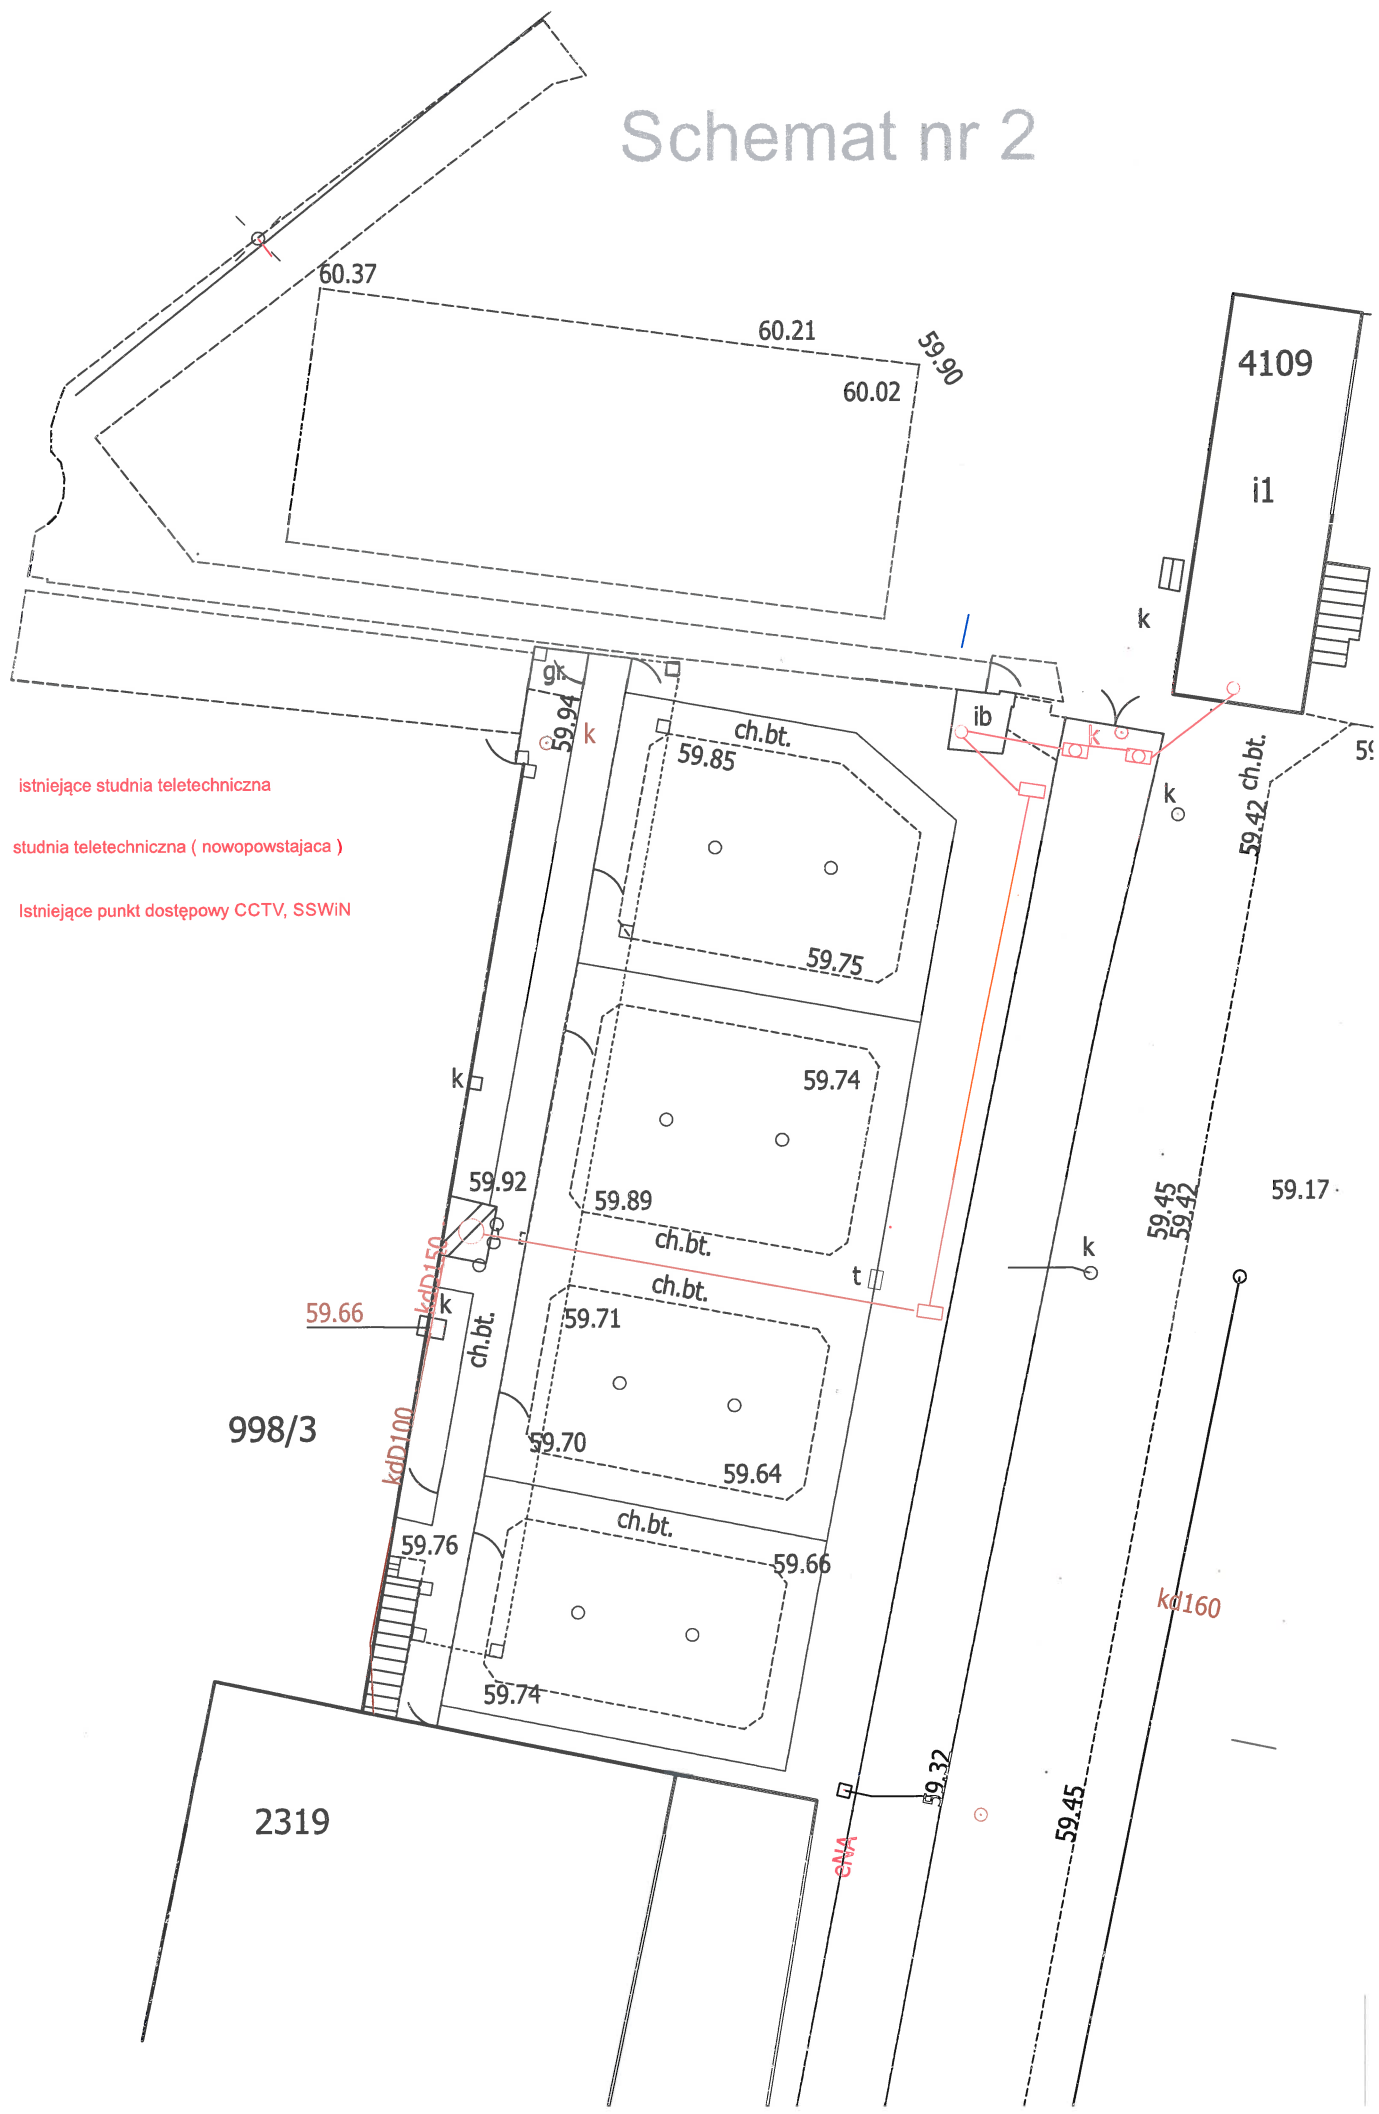 Schemat nr 2
60.37
60.21
59.90
60.02
4109
i1
k
gr.
59.94
k
ch.bt.
59.85
ib
k
ch.bt.
k
59.42
istniejące studnia teletechniczna
studnia teletechniczna ( nowopowstajaca )
Istniejące punkt dostępowy CCTV, SSWiN
59.75
k
59.74
59.92
59.89
59.45
59.42
59.17
ch.bt.
k
kdD150
t
ch.bt.
59.66
k
59.71
ch.bt.
998/3
kdD100
59.70
59.64
ch.bt.
59.76
59.66
kd160
59.74
59.32
59.45
2319
eNA